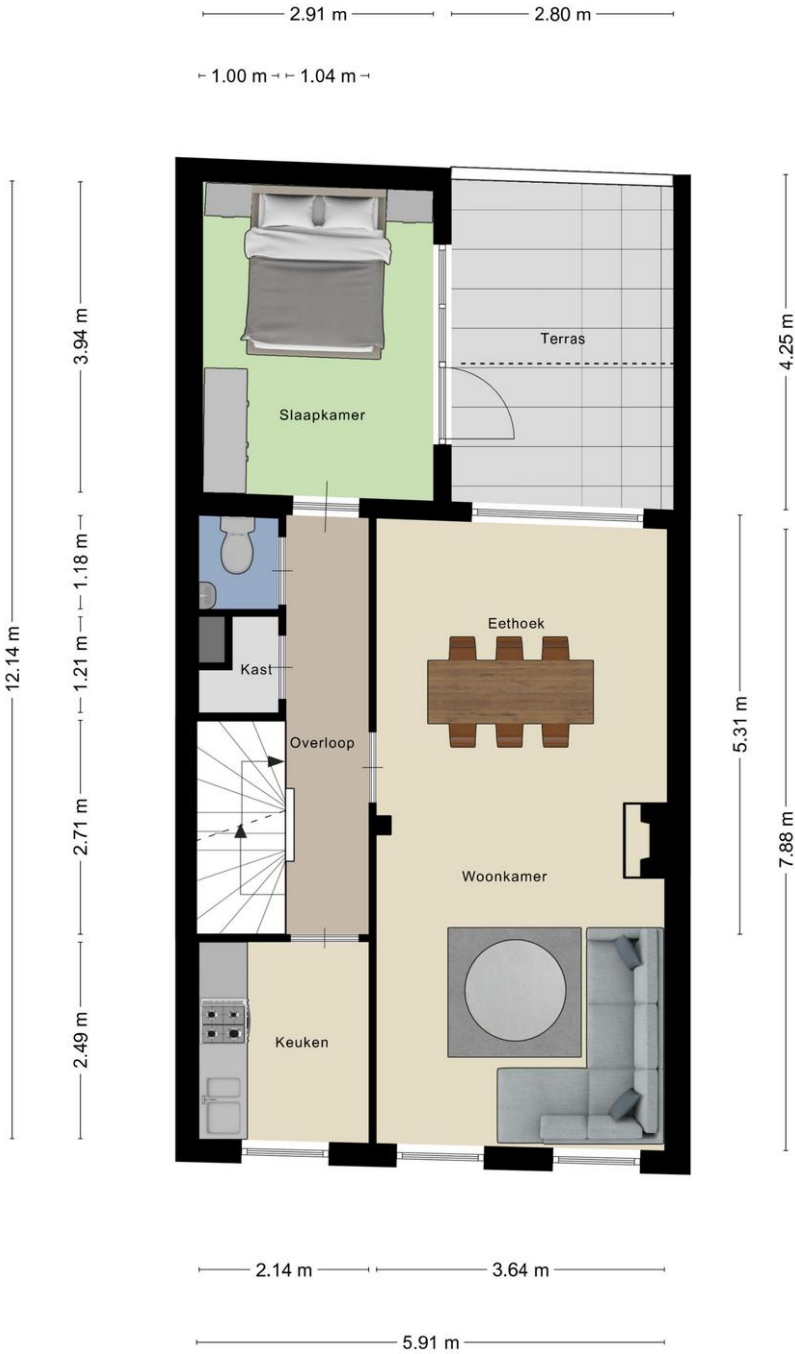 2.91 m
2.80 m
1.00 m
1.04 m
3.94 m
4.25 m
Terras
Slaapkamer
1.18 m
12.14 m
1.21 m
Eethoek
Kast
5.31 m
Overloop
2.71 m
7.88 m
Woonkamer
2.49 m
Keuken
2.14 m
3.64 m
5.91 m